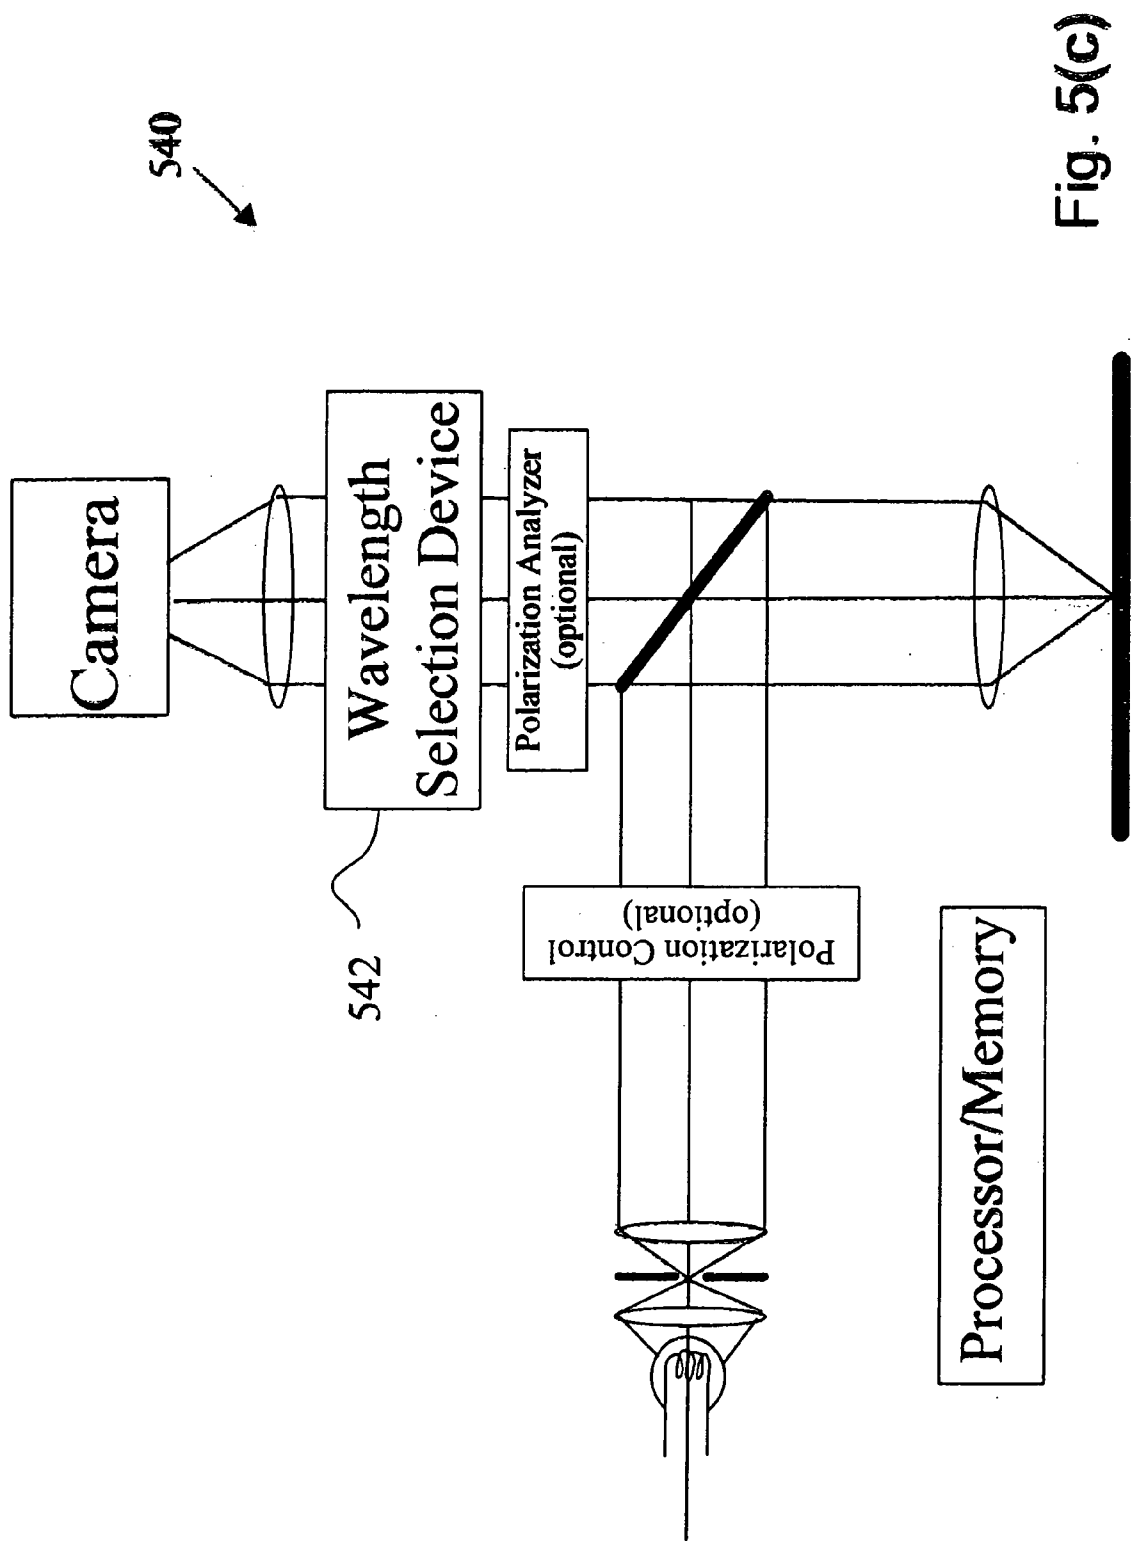 540
Camera
Wavelength
Selection Device
Polarization Analyzer
(optional)
542
Polarization Control
(optional)
Processor/Memory
Fig. 5(c)